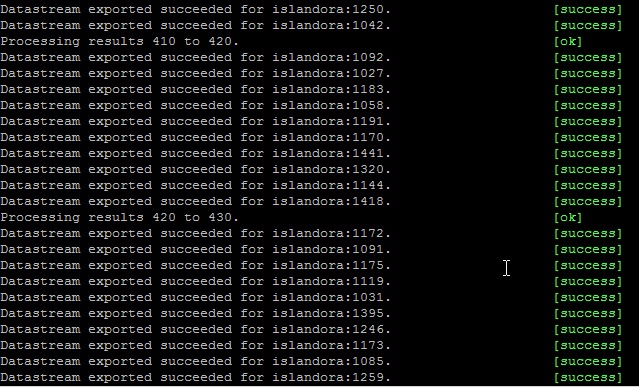 Datastream exported succeeded for islandora:1250. [success]
Datastream exported succeeded for islandora:1042. [success]
Processing results 410 to 420. [ok]
Datastream exported succeeded for islandora:1092. [success]
Datastream exported succeeded for islandora:1027. [success]
Datastream exported succeeded for islandora:1183. [success]
Datastream exported succeeded for islandora:1058. [success]
Datastream exported succeeded for islandora:1191. [success]
Datastream exported succeeded for islandora:1170. [success]
Datastream exported succeeded for islandora:1441. [success]
Datastream exported succeeded for islandora:1320. [success]
Datastream exported succeeded for islandora:1144. [success]
Datastream exported succeeded for islandora:1418. [success]
Processing results 420 to 430. [ok]
Datastream exported succeeded for islandora:1172. [success]
Datastream exported succeeded for islandora:1091. [success]
Datastream exported succeeded for islandora:1175. [success]
Datastream exported succeeded for islandora:1119. [success]
Datastream exported succeeded for islandora:1031. [success]
Datastream exported succeeded for islandora:1395. [success]
Datastream exported succeeded for islandora:1246. [success]
Datastream exported succeeded for islandora:1173. [success]
Datastream exported succeeded for islandora:1085. [success]
Datastream exported succeeded for islandora:1259. [success]